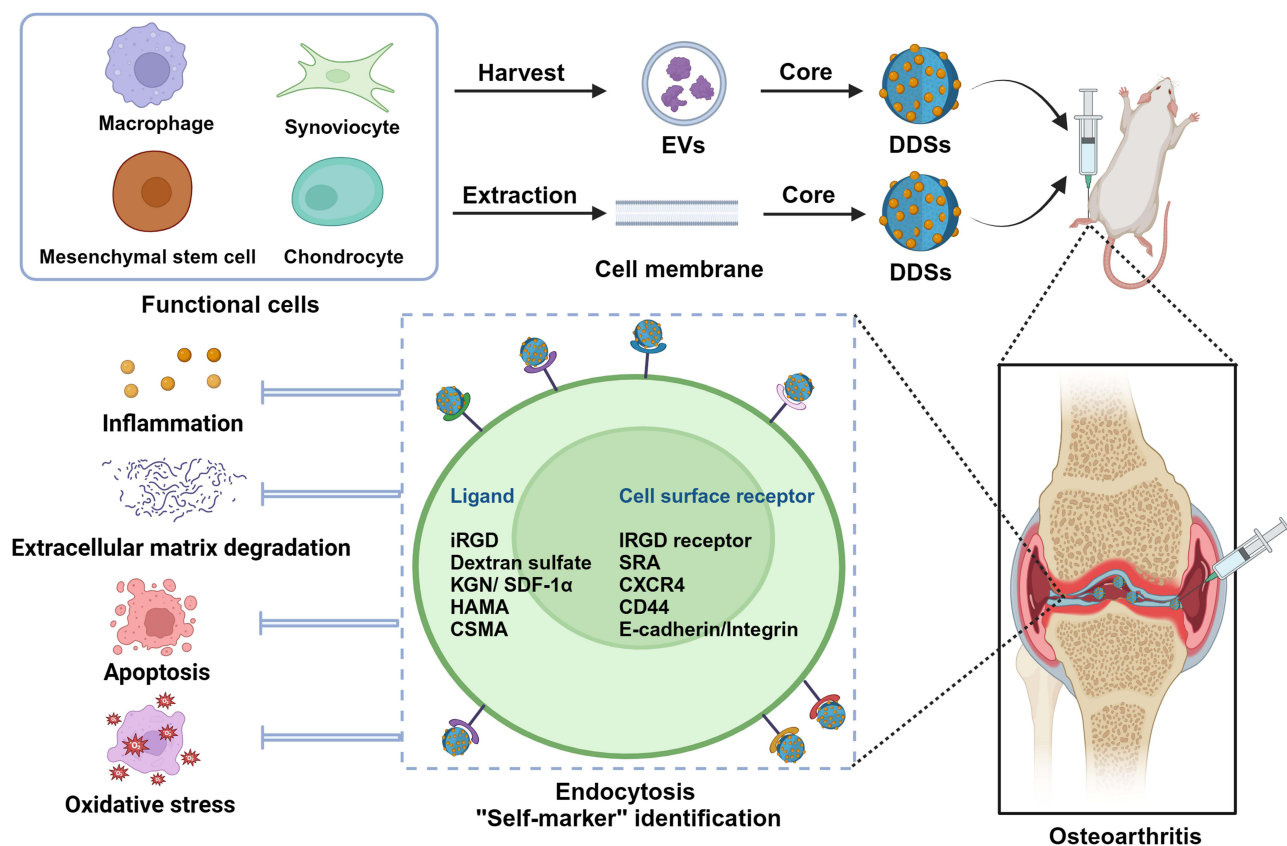 Macrophage
Synoviocyte
Mesenchymal stem cell
Chondrocyte
Functional cells
Harvest
EVs
Core
DDSs
Extraction
Cell membrane
Core
DDSs
Inflammation
Extracellular matrix degradation
Apoptosis
Oxidative stress
Ligand
Cell surface receptor
iRGD
IRGD receptor
Dextran sulfate
SRA
KGN/ SDF-1α
CXCR4
HAMA
CD44
CSMA
E-cadherin/Integrin
Endocytosis
"Self-marker" identification
Osteoarthritis